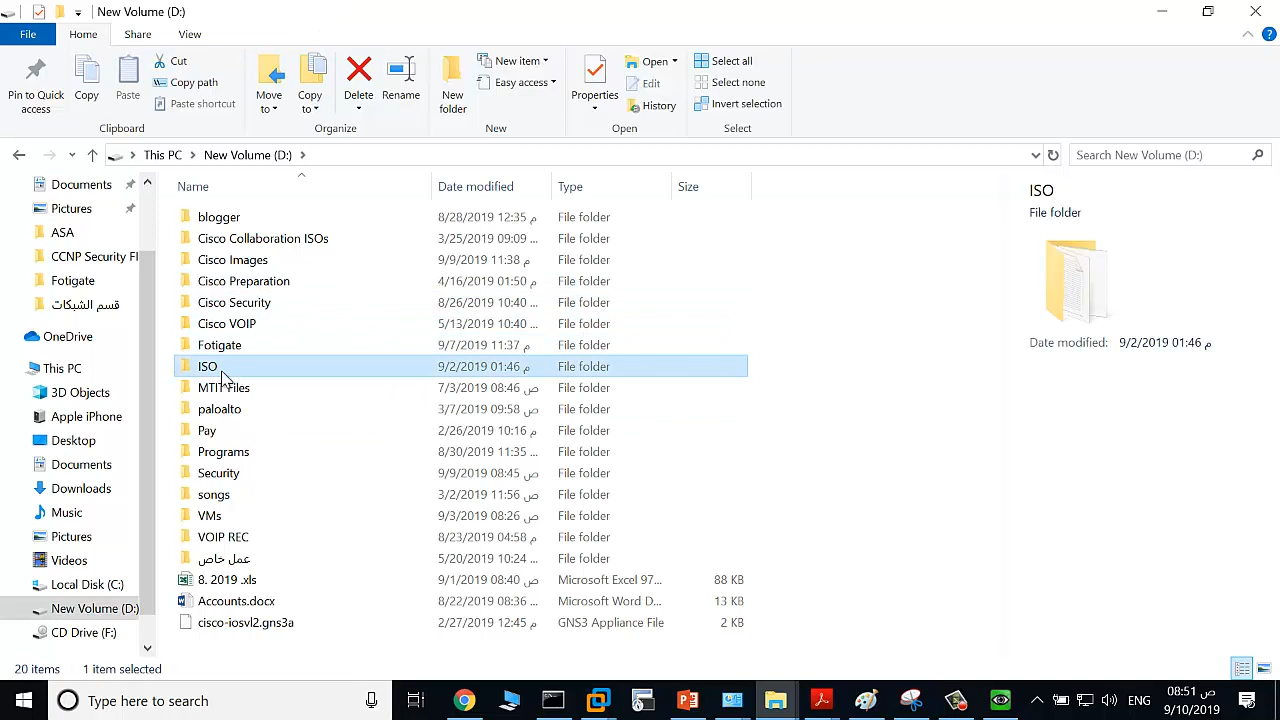 New Volume (D:)
File
Home
Share
View
Pin to Quick access
Copy
Paste
Cut
Copy path
Paste shortcut
Clipboard
Move to
Copy to
Delete
Rename
Organize
New folder
New item
Easy access
New
Properties
Open
Edit
History
Open
Select all
Select none
Invert selection
Select
This PC
New Volume (D:)
Search New Volume (D:)
Documents
Pictures
ASA
CCNP Security FI
Fotigate
قسم الشبكات
OneDrive
This PC
3D Objects
Apple iPhone
Desktop
Documents
Downloads
Music
Pictures
Videos
Local Disk (C:)
New Volume (D:)
CD Drive (F:)
Name Date modified Type Size
blogger 8/28/2019 12:35 م File folder
Cisco Collaboration ISOs 3/25/2019 09:09 ... File folder
Cisco Images 9/9/2019 11:38 م File folder
Cisco Preparation 4/16/2019 01:50 م File folder
Cisco Security 8/26/2019 10:40 ... File folder
Cisco VOIP 5/13/2019 10:40 ... File folder
Fotigate 9/7/2019 11:37 م File folder
ISO 9/2/2019 01:46 م File folder
7/3/2019 08:46 ص File folder
paloalto 3/7/2019 09:58 ص File folder
Pay 2/26/2019 10:16 م File folder
Programs 8/30/2019 11:35 ... File folder
Security 9/9/2019 08:45 ص File folder
songs 3/2/2019 11:56 ص File folder
VMs 9/3/2019 08:26 ص File folder
VOIP REC 8/23/2019 04:58 م File folder
عمل خاص 5/20/2019 10:24 ... File folder
8. 2019 .xls 9/1/2019 08:40 ص Microsoft Excel 97... 88 KB
Accounts.docx 8/22/2019 08:36 ... Microsoft Word D... 13 KB
cisco-iosvl2.gns3a 2/27/2019 12:45 م GNS3 Appliance File 2 KB
ISO
File folder
Date modified: 9/2/2019 01:46 م
20 items 1 item selected
Type here to search
ENG
08:51 ص
9/10/2019